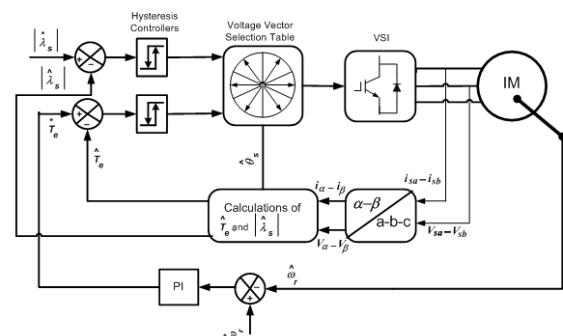 Hysteresis
Controllers
Voltage Vector
Selection Table
VSI
|λ*ₛ|
|λ̂ₛ|
IM
T*ₑ
T̂ₑ
θ̂ₛ
Calculations of
T̂ₑ and |λ̂ₛ|
iα – iβ
Vα – Vβ
α–β
a-b-c
isa – isb
Vsa – Vsb
PI
ω̂ᵣ